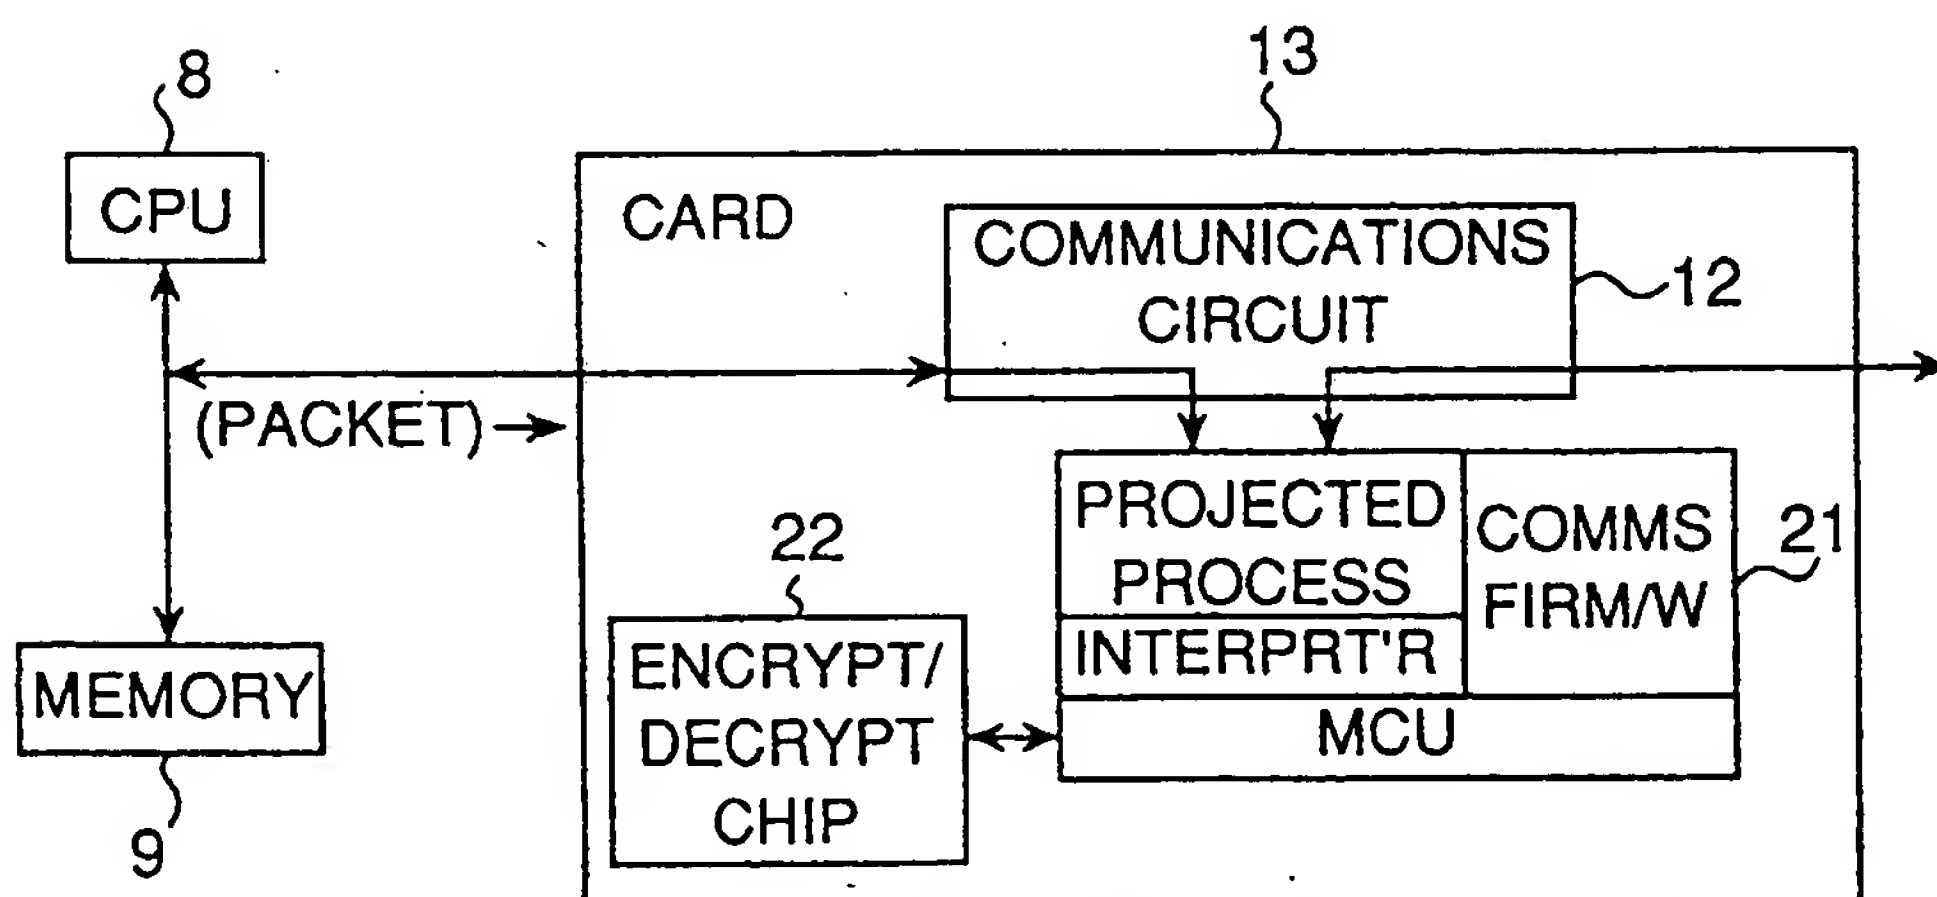 8
13
CPU
CARD
COMMUNICATIONS
CIRCUIT
12
(PACKET)
PROJECTED
PROCESS
COMMS
FIRM/W
21
22
INTERPRT'R
ENCRYPT/
DECRYPT
CHIP
MCU
MEMORY
9